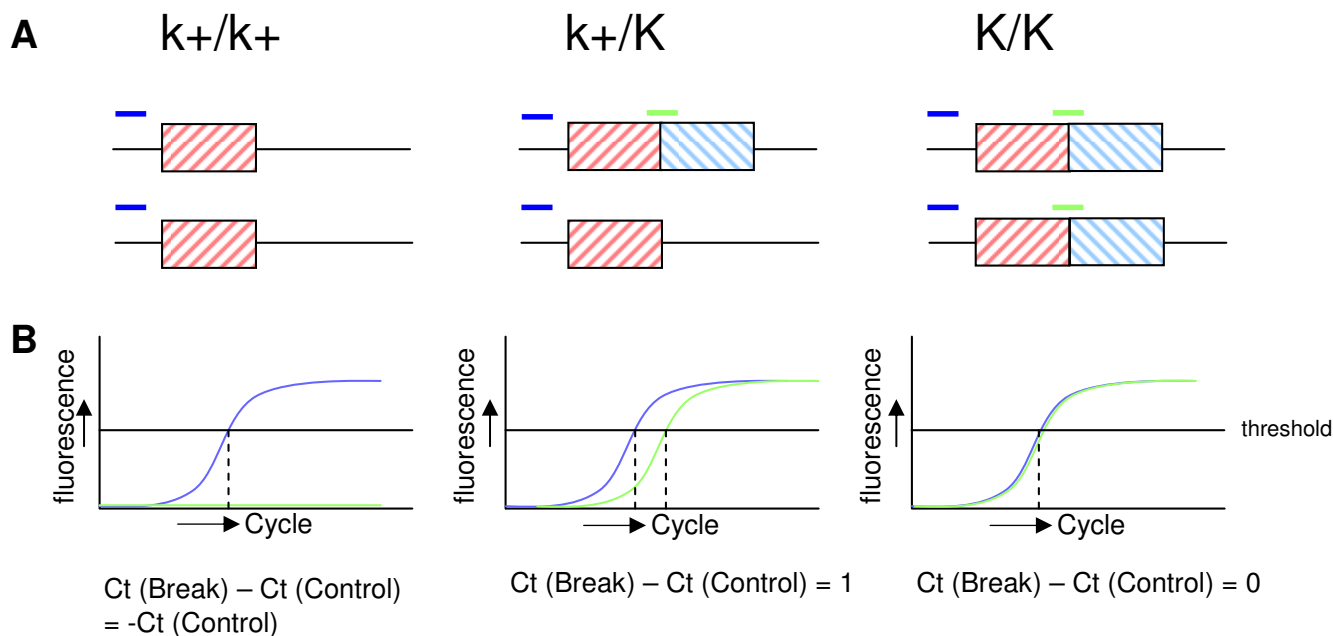 A
k+/k+
k+/K
K/K
B
fluorescence
Cycle
fluorescence
Cycle
fluorescence
Cycle
threshold
Ct (Break) – Ct (Control)
= -Ct (Control)
Ct (Break) – Ct (Control) = 1
Ct (Break) – Ct (Control) = 0